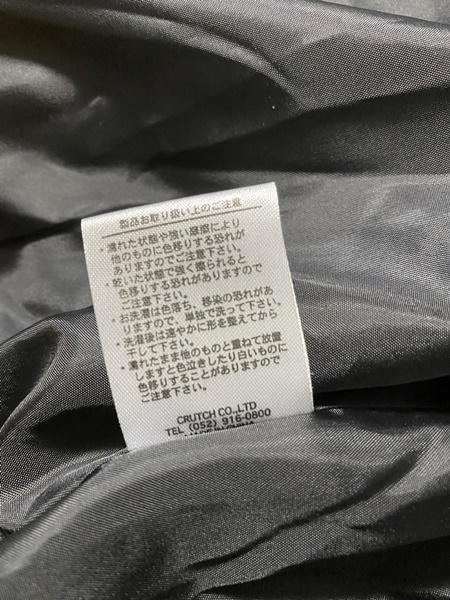 製品お取り扱い上のご注意
・濡れた状態や強い摩擦により
他のものに色移りする恐れが
ありますのでご注意下さい。
・乾いた状態で強く擦られると
色移りする恐れがありますので
ご注意下さい。
・お洗濯は色落ち、移染の恐れがあ
りますので、単独で洗って下さい。
・洗濯後は速やかに形を整えてから
干して下さい。
・濡れたまま他のものと重ねて放置
しますと色泣きしたり白いものに
色移りすることがありますので
ご注意下さい。
CRUTCH CO.,LTD
TEL (052) 916-0800
MADE IN CHINA